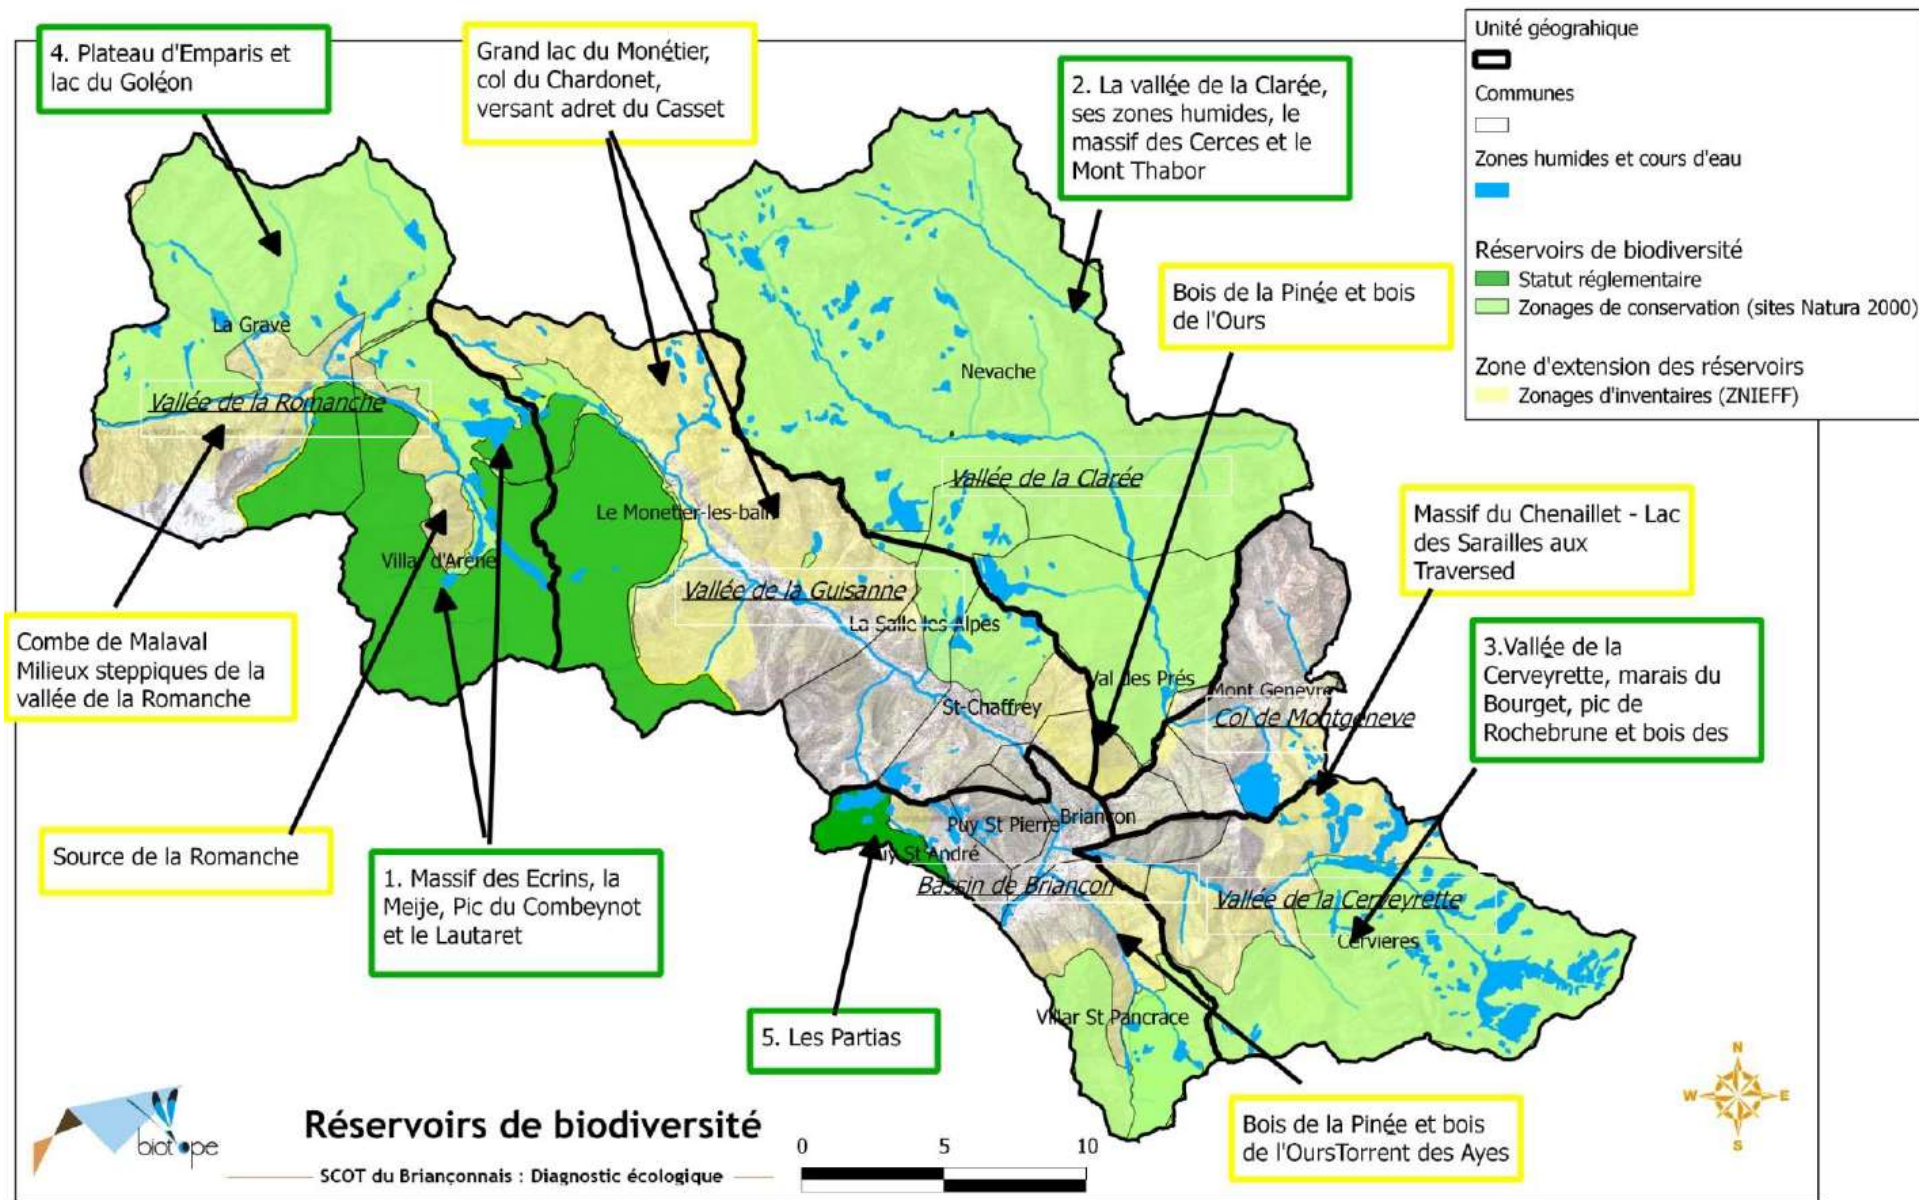 4. Plateau d'Emparis et
lac du Goléon
Grand lac du Monétier,
col du Chardonet,
versant adret du Casset
2. La vallée de la Clarée,
ses zones humides, le
massif des Cerces et le
Mont Thabor
Unité géograhique
Communes
Zones humides et cours d'eau
Réservoirs de biodiversité
Statut réglementaire
Zonages de conservation (sites Natura 2000)
Zone d'extension des réservoirs
Zonages d'inventaires (ZNIEFF)
Bois de la Pinée et bois
de l'Ours
La Grave
Nevache
Vallée de la Romanche
Vallée de la Clarée
Le Monetier-les-bain
Massif du Chenaillet - Lac
des Sarailles aux
Traversed
Villar d'Arène
Vallée de la Guisanne
La Salle les Alpes
Combe de Malaval
Milieux steppiques de la
vallée de la Romanche
3.Vallée de la
Cerveyrette, marais du
Bourget, pic de
Rochebrune et bois des
Val des Prés
Mont Genevre
St-Chaffrey
Col de Montgeneve
Puy St Pierre
Briançon
Source de la Romanche
uy St André
1. Massif des Ecrins, la
Meije, Pic du Combeynot
et le Lautaret
Bassin de Briançon
Vallée de la Cerveyrette
Cervieres
Villar St Pancrace
5. Les Partias
Bois de la Pinée et bois
de l'OursTorrent des Ayes
N
W E
S
biotope
Réservoirs de biodiversité
SCOT du Briançonnais : Diagnostic écologique
0 5 10